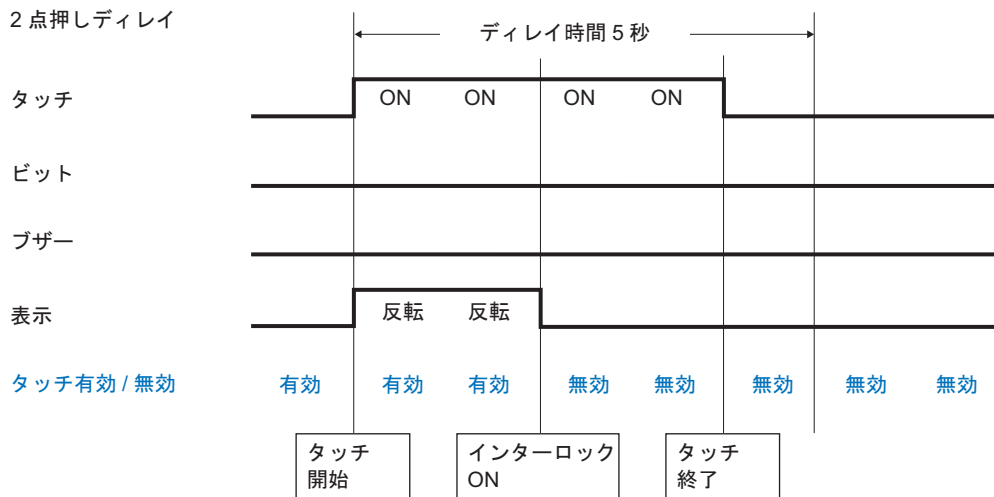 2 点押しディレイ
ディレイ時間 5 秒
タッチ
ON ON ON ON
ビット
ブザー
表示
反転 反転
タッチ有効 / 無効 有効 有効 有効 無効 無効 無効 無効 無効
タッチ
開始
インターロック
ON
タッチ
終了